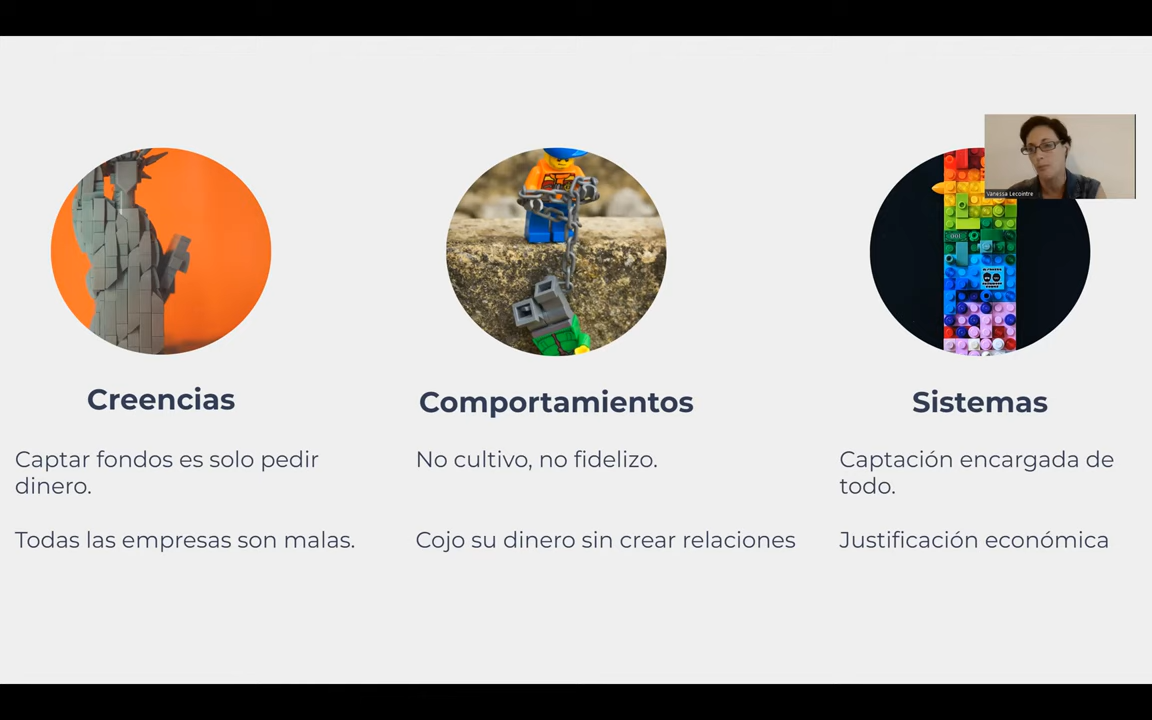 Vanessa Lecointre
Creencias
Captar fondos es solo pedir
dinero.
Todas las empresas son malas.
Comportamientos
No cultivo, no fidelizo.
Cojo su dinero sin crear relaciones
Sistemas
Captación encargada de
todo.
Justificación económica